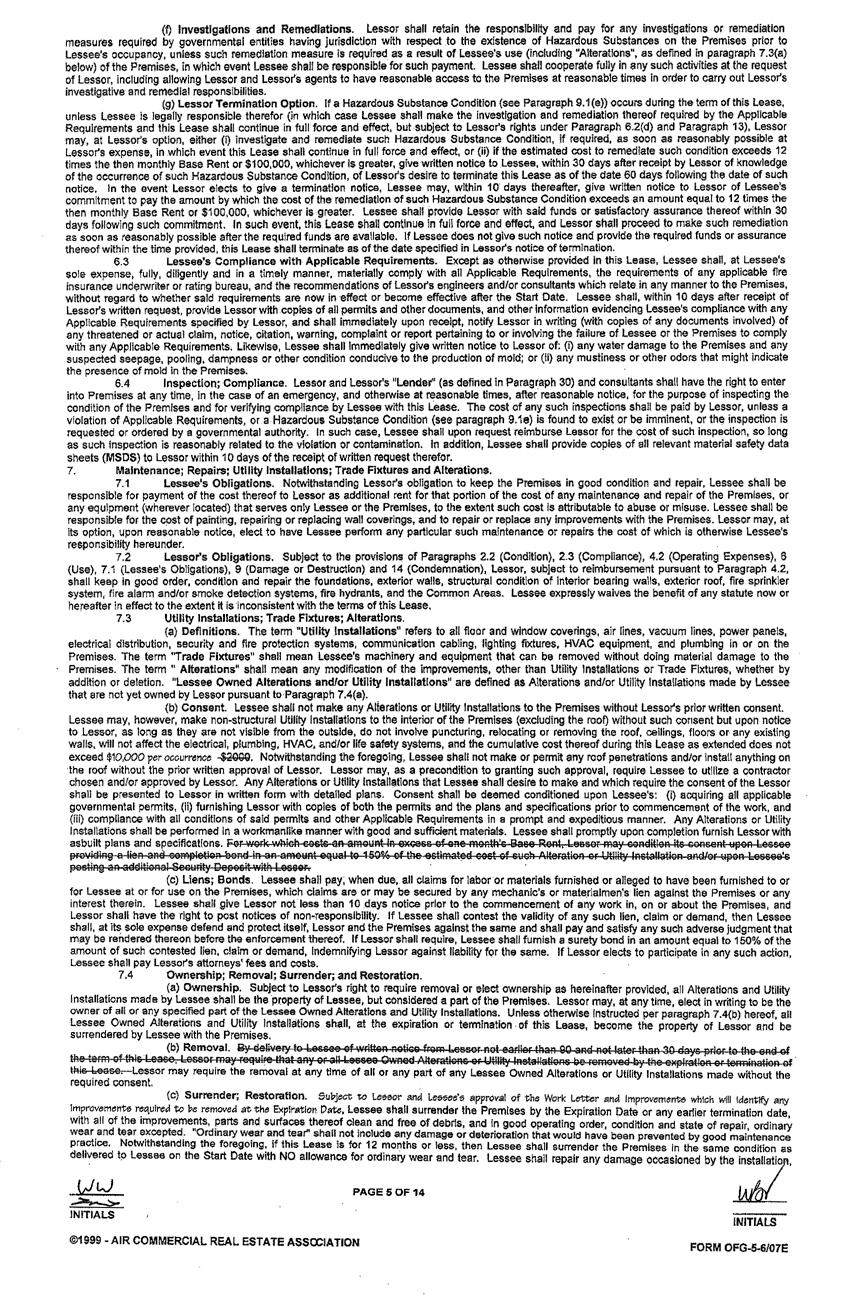 (f) Investigations and Remediations. Lessor shall retain the responsibility and pay for any investigations or remediation
measures required by governmental entities having jurisdiction with respect to the existence of Hazardous Substances on the Premises prior to
Lessee's occupancy, unless such remediation measure is required as a result of Lessee's use (including "Alterations", as defined in paragraph 7.3(a)
below) of the Premises, in which event Lessee shall be responsible for such payment. Lessee shall cooperate fully in any such activities at the request
of Lessor, including allowing Lessor and Lessor's agents to have reasonable access to the Premises at reasonable times in order to carry out Lessor's
investigative and remedial responsibilities.
(g) Lessor Termination Option. If a Hazardous Substance Condition (see Paragraph 9.1(e)) occurs during the term of this Lease,
unless Lessee is legally responsible therefor (in which case Lessee shall make the investigation and remediation thereof required by the Applicable
Requirements and this Lease shall continue in full force and effect, but subject to Lessor's rights under Paragraph 6.2(d) and Paragraph 13), Lessor
may, at Lessor's option, either (i) investigate and remediate such Hazardous Substance Condition, if required, as soon as reasonably possible at
Lessor's expense, in which event this Lease shall continue in full force and effect, or (ii) if the estimated cost to remediate such condition exceeds 12
times the then monthly Base Rent or $100,000, whichever is greater, give written notice to Lessee, within 30 days after receipt by Lessor of knowledge
of the occurrence of such Hazardous Substance Condition, of Lessor's desire to terminate this Lease as of the date 60 days following the date of such
notice. In the event Lessor elects to give a termination notice, Lessee may, within 10 days thereafter, give written notice to Lessor of Lessee's
commitment to pay the amount by which the cost of the remediation of such Hazardous Substance Condition exceeds an amount equal to 12 times the
then monthly Base Rent or $100,000, whichever is greater. Lessee shall provide Lessor with said funds or satisfactory assurance thereof within 30
days following such commitment. In such event, this Lease shall continue in full force and effect, and Lessor shall proceed to make such remediation
as soon as reasonably possible after the required funds are available. If Lessee does not give such notice and provide the required funds or assurance
thereof within the time provided, this Lease shall terminate as of the date specified in Lessor's notice of termination.
6.3 Lessee's Compliance with Applicable Requirements. Except as otherwise provided in this Lease, Lessee shall, at Lessee's
sole expense, fully, diligently and in a timely manner, materially comply with all Applicable Requirements, the requirements of any applicable fire
insurance underwriter or rating bureau, and the recommendations of Lessor's engineers and/or consultants which relate in any manner to the Premises,
without regard to whether said requirements are now in effect or become effective after the Start Date. Lessee shall, within 10 days after receipt of
Lessor's written request, provide Lessor with copies of all permits and other documents, and other information evidencing Lessee's compliance with any
Applicable Requirements specified by Lessor, and shall immediately upon receipt, notify Lessor in writing (with copies of any documents involved) of
any threatened or actual claim, notice, citation, warning, complaint or report pertaining to or involving the failure of Lessee or the Premises to comply
with any Applicable Requirements. Likewise, Lessee shall immediately give written notice to Lessor of: (i) any water damage to the Premises and any
suspected seepage, pooling, dampness or other condition conducive to the production of mold; or (ii) any mustiness or other odors that might indicate
the presence of mold in the Premises.
6.4 Inspection; Compliance. Lessor and Lessor's "Lender" (as defined in Paragraph 30) and consultants shall have the right to enter
into Premises at any time, in the case of an emergency, and otherwise at reasonable times, after reasonable notice, for the purpose of inspecting the
condition of the Premises and for verifying compliance by Lessee with this Lease. The cost of any such inspections shall be paid by Lessor, unless a
violation of Applicable Requirements, or a Hazardous Substance Condition (see paragraph 9.1e) is found to exist or be imminent, or the inspection is
requested or ordered by a governmental authority. In such case, Lessee shall upon request reimburse Lessor for the cost of such inspection, so long
as such inspection is reasonably related to the violation or contamination. In addition, Lessee shall provide copies of all relevant material safety data
sheets (MSDS) to Lessor within 10 days of the receipt of written request therefor.
7. Maintenance; Repairs; Utility Installations; Trade Fixtures and Alterations.
7.1 Lessee's Obligations. Notwithstanding Lessor's obligation to keep the Premises in good condition and repair, Lessee shall be
responsible for payment of the cost thereof to Lessor as additional rent for that portion of the cost of any maintenance and repair of the Premises, or
any equipment (wherever located) that serves only Lessee or the Premises, to the extent such cost is attributable to abuse or misuse. Lessee shall be
responsible for the cost of painting, repairing or replacing wall coverings, and to repair or replace any improvements with the Premises. Lessor may, at
its option, upon reasonable notice, elect to have Lessee perform any particular such maintenance or repairs the cost of which is otherwise Lessee's
responsibility hereunder.
7.2 Lessor's Obligations. Subject to the provisions of Paragraphs 2.2 (Condition), 2.3 (Compliance), 4.2 (Operating Expenses), 6
(Use), 7.1 (Lessee's Obligations), 9 (Damage or Destruction) and 14 (Condemnation), Lessor, subject to reimbursement pursuant to Paragraph 4.2,
shall keep in good order, condition and repair the foundations, exterior walls, structural condition of interior bearing walls, exterior roof, fire sprinkler
system, fire alarm and/or smoke detection systems, fire hydrants, and the Common Areas. Lessee expressly waives the benefit of any statute now or
hereafter in effect to the extent it is inconsistent with the terms of this Lease.
7.3 Utility Installations; Trade Fixtures; Alterations.
(a) Definitions. The term "Utility Installations" refers to all floor and window coverings, air lines, vacuum lines, power panels,
electrical distribution, security and fire protection systems, communication cabling, lighting fixtures, HVAC equipment, and plumbing in or on the
Premises. The term "Trade Fixtures" shall mean Lessee's machinery and equipment that can be removed without doing material damage to the
Premises. The term " Alterations" shall mean any modification of the improvements, other than Utility Installations or Trade Fixtures, whether by
addition or deletion. "Lessee Owned Alterations and/or Utility Installations" are defined as Alterations and/or Utility Installations made by Lessee
that are not yet owned by Lessor pursuant to Paragraph 7.4(a).
(b) Consent. Lessee shall not make any Alterations or Utility Installations to the Premises without Lessor's prior written consent.
Lessee may, however, make non-structural Utility Installations to the interior of the Premises (excluding the roof) without such consent but upon notice
to Lessor, as long as they are not visible from the outside, do not involve puncturing, relocating or removing the roof, ceilings, floors or any existing
walls, will not affect the electrical, plumbing, HVAC, and/or life safety systems, and the cumulative cost thereof during this Lease as extended does not
exceed $10,000 per occurrence $2000. Notwithstanding the foregoing, Lessee shall not make or permit any roof penetrations and/or install anything on
the roof without the prior written approval of Lessor. Lessor may, as a precondition to granting such approval, require Lessee to utilize a contractor
chosen and/or approved by Lessor. Any Alterations or Utility Installations that Lessee shall desire to make and which require the consent of the Lessor
shall be presented to Lessor in written form with detailed plans. Consent shall be deemed conditioned upon Lessee's: (i) acquiring all applicable
governmental permits, (ii) furnishing Lessor with copies of both the permits and the plans and specifications prior to commencement of the work, and
(iii) compliance with all conditions of said permits and other Applicable Requirements in a prompt and expeditious manner. Any Alterations or Utility
Installations shall be performed in a workmanlike manner with good and sufficient materials. Lessee shall promptly upon completion furnish Lessor with
asbuilt plans and specifications. For work which costs an amount in excess of one month's Base Rent, Lessor may condition its consent upon Lessee
providing a lien and completion bond in an amount equal to 150% of the estimated cost of such Alteration or Utility Installation and/or upon Lessee's
posting an additional Security Deposit with Lessor.
(c) Liens; Bonds. Lessee shall pay, when due, all claims for labor or materials furnished or alleged to have been furnished to or
for Lessee at or for use on the Premises, which claims are or may be secured by any mechanic's or materialmen's lien against the Premises or any
interest therein. Lessee shall give Lessor not less than 10 days notice prior to the commencement of any work in, on or about the Premises, and
Lessor shall have the right to post notices of non-responsibility. If Lessee shall contest the validity of any such lien, claim or demand, then Lessee
shall, at its sole expense defend and protect itself, Lessor and the Premises against the same and shall pay and satisfy any such adverse judgment that
may be rendered thereon before the enforcement thereof. If Lessor shall require, Lessee shall furnish a surety bond in an amount equal to 150% of the
amount of such contested lien, claim or demand, indemnifying Lessor against liability for the same. If Lessor elects to participate in any such action,
Lessee shall pay Lessor's attorneys' fees and costs.
7.4 Ownership; Removal; Surrender; and Restoration.
(a) Ownership. Subject to Lessor's right to require removal or elect ownership as hereinafter provided, all Alterations and Utility
Installations made by Lessee shall be the property of Lessee, but considered a part of the Premises. Lessor may, at any time, elect in writing to be the
owner of all or any specified part of the Lessee Owned Alterations and Utility Installations. Unless otherwise instructed per paragraph 7.4(b) hereof, all
Lessee Owned Alterations and Utility Installations shall, at the expiration or termination of this Lease, become the property of Lessor and be
surrendered by Lessee with the Premises.
(b) Removal. By delivery to Lessee of written notice from Lessor not earlier than 90 and not later than 30 days prior to the end of
the term of this Lease, Lessor may require that any or all Lessee Owned Alterations or Utility Installations be removed by the expiration or termination of
this Lease. Lessor may require the removal at any time of all or any part of any Lessee Owned Alterations or Utility Installations made without the
required consent.
(c) Surrender; Restoration. Subject to Lessor and Lessee's approval of the Work Letter and Improvements which will identify any
improvements required to be removed at the Expiration Date, Lessee shall surrender the Premises by the Expiration Date or any earlier termination date,
with all of the improvements, parts and surfaces thereof clean and free of debris, and in good operating order, condition and state of repair, ordinary
wear and tear excepted. "Ordinary wear and tear" shall not include any damage or deterioration that would have been prevented by good maintenance
practice. Notwithstanding the foregoing, if this Lease is for 12 months or less, then Lessee shall surrender the Premises in the same condition as
delivered to Lessee on the Start Date with NO allowance for ordinary wear and tear. Lessee shall repair any damage occasioned by the installation,
PAGE 5 OF 14
INITIALS
INITIALS
©1999 - AIR COMMERCIAL REAL ESTATE ASSOCIATION
FORM OFG-5-6/07E